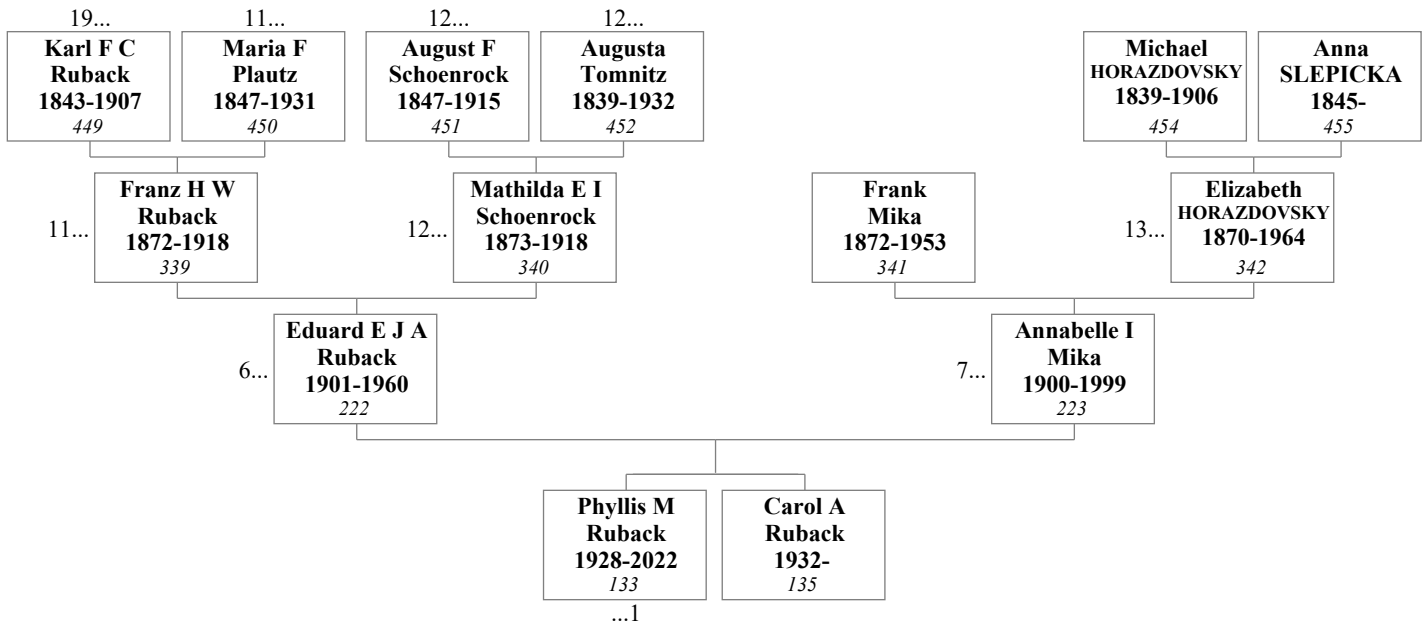 19...
11...
12...
12...
Karl F C
Ruback
1843-1907
449
Maria F
Plautz
1847-1931
450
August F
Schoenrock
1847-1915
451
Augusta
Tomnitz
1839-1932
452
Michael
HORAZDOVSKY
1839-1906
454
Anna
SLEPICKA
1845-
455
11...
Franz H W
Ruback
1872-1918
339
12...
Mathilda E I
Schoenrock
1873-1918
340
Frank
Mika
1872-1953
341
13...
Elizabeth
HORAZDOVSKY
1870-1964
342
6...
Eduard E J A
Ruback
1901-1960
222
7...
Annabelle I
Mika
1900-1999
223
Phyllis M
Ruback
1928-2022
133
Carol A
Ruback
1932-
135
...1